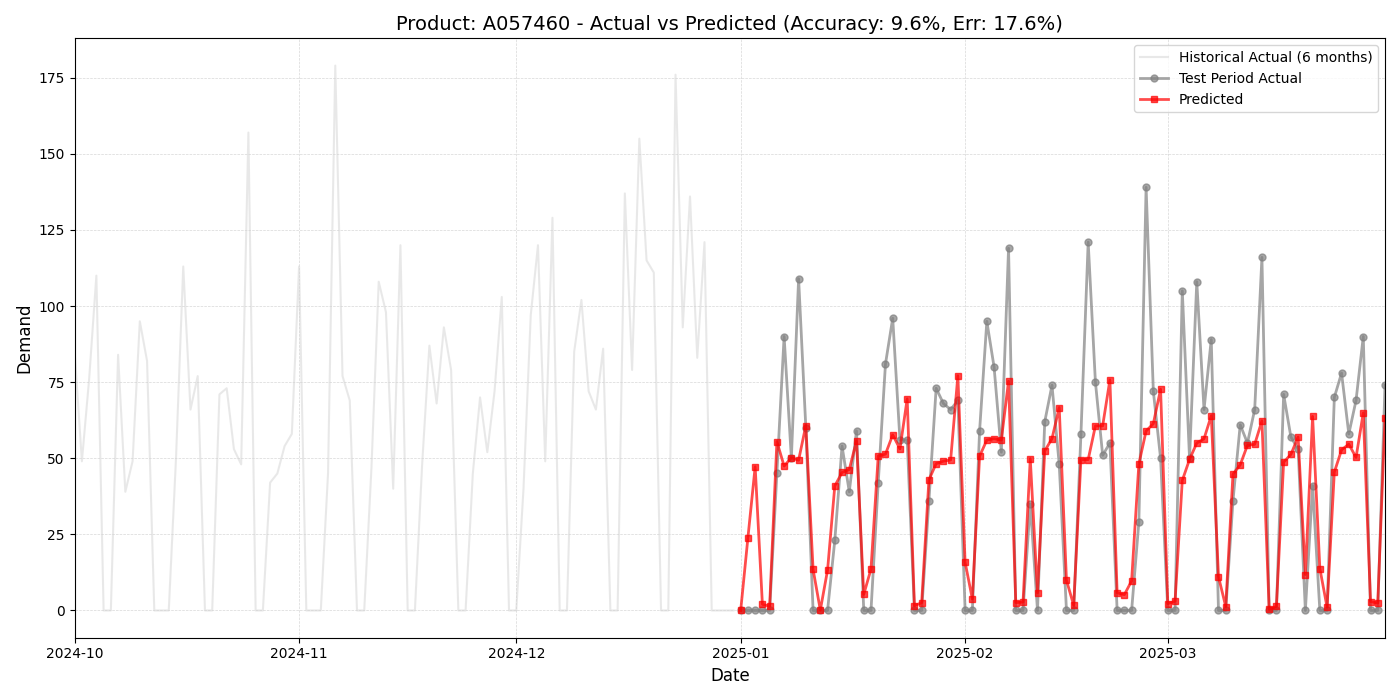 Product: A057460 - Actual vs Predicted (Accuracy: 9.6%, Err: 17.6%)
Historical Actual (6 months)
Test Period Actual
Predicted
Demand
175
150
125
100
75
50
25
0
2024-10
2024-11
2024-12
2025-01
2025-02
2025-03
Date